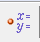 x =
y =